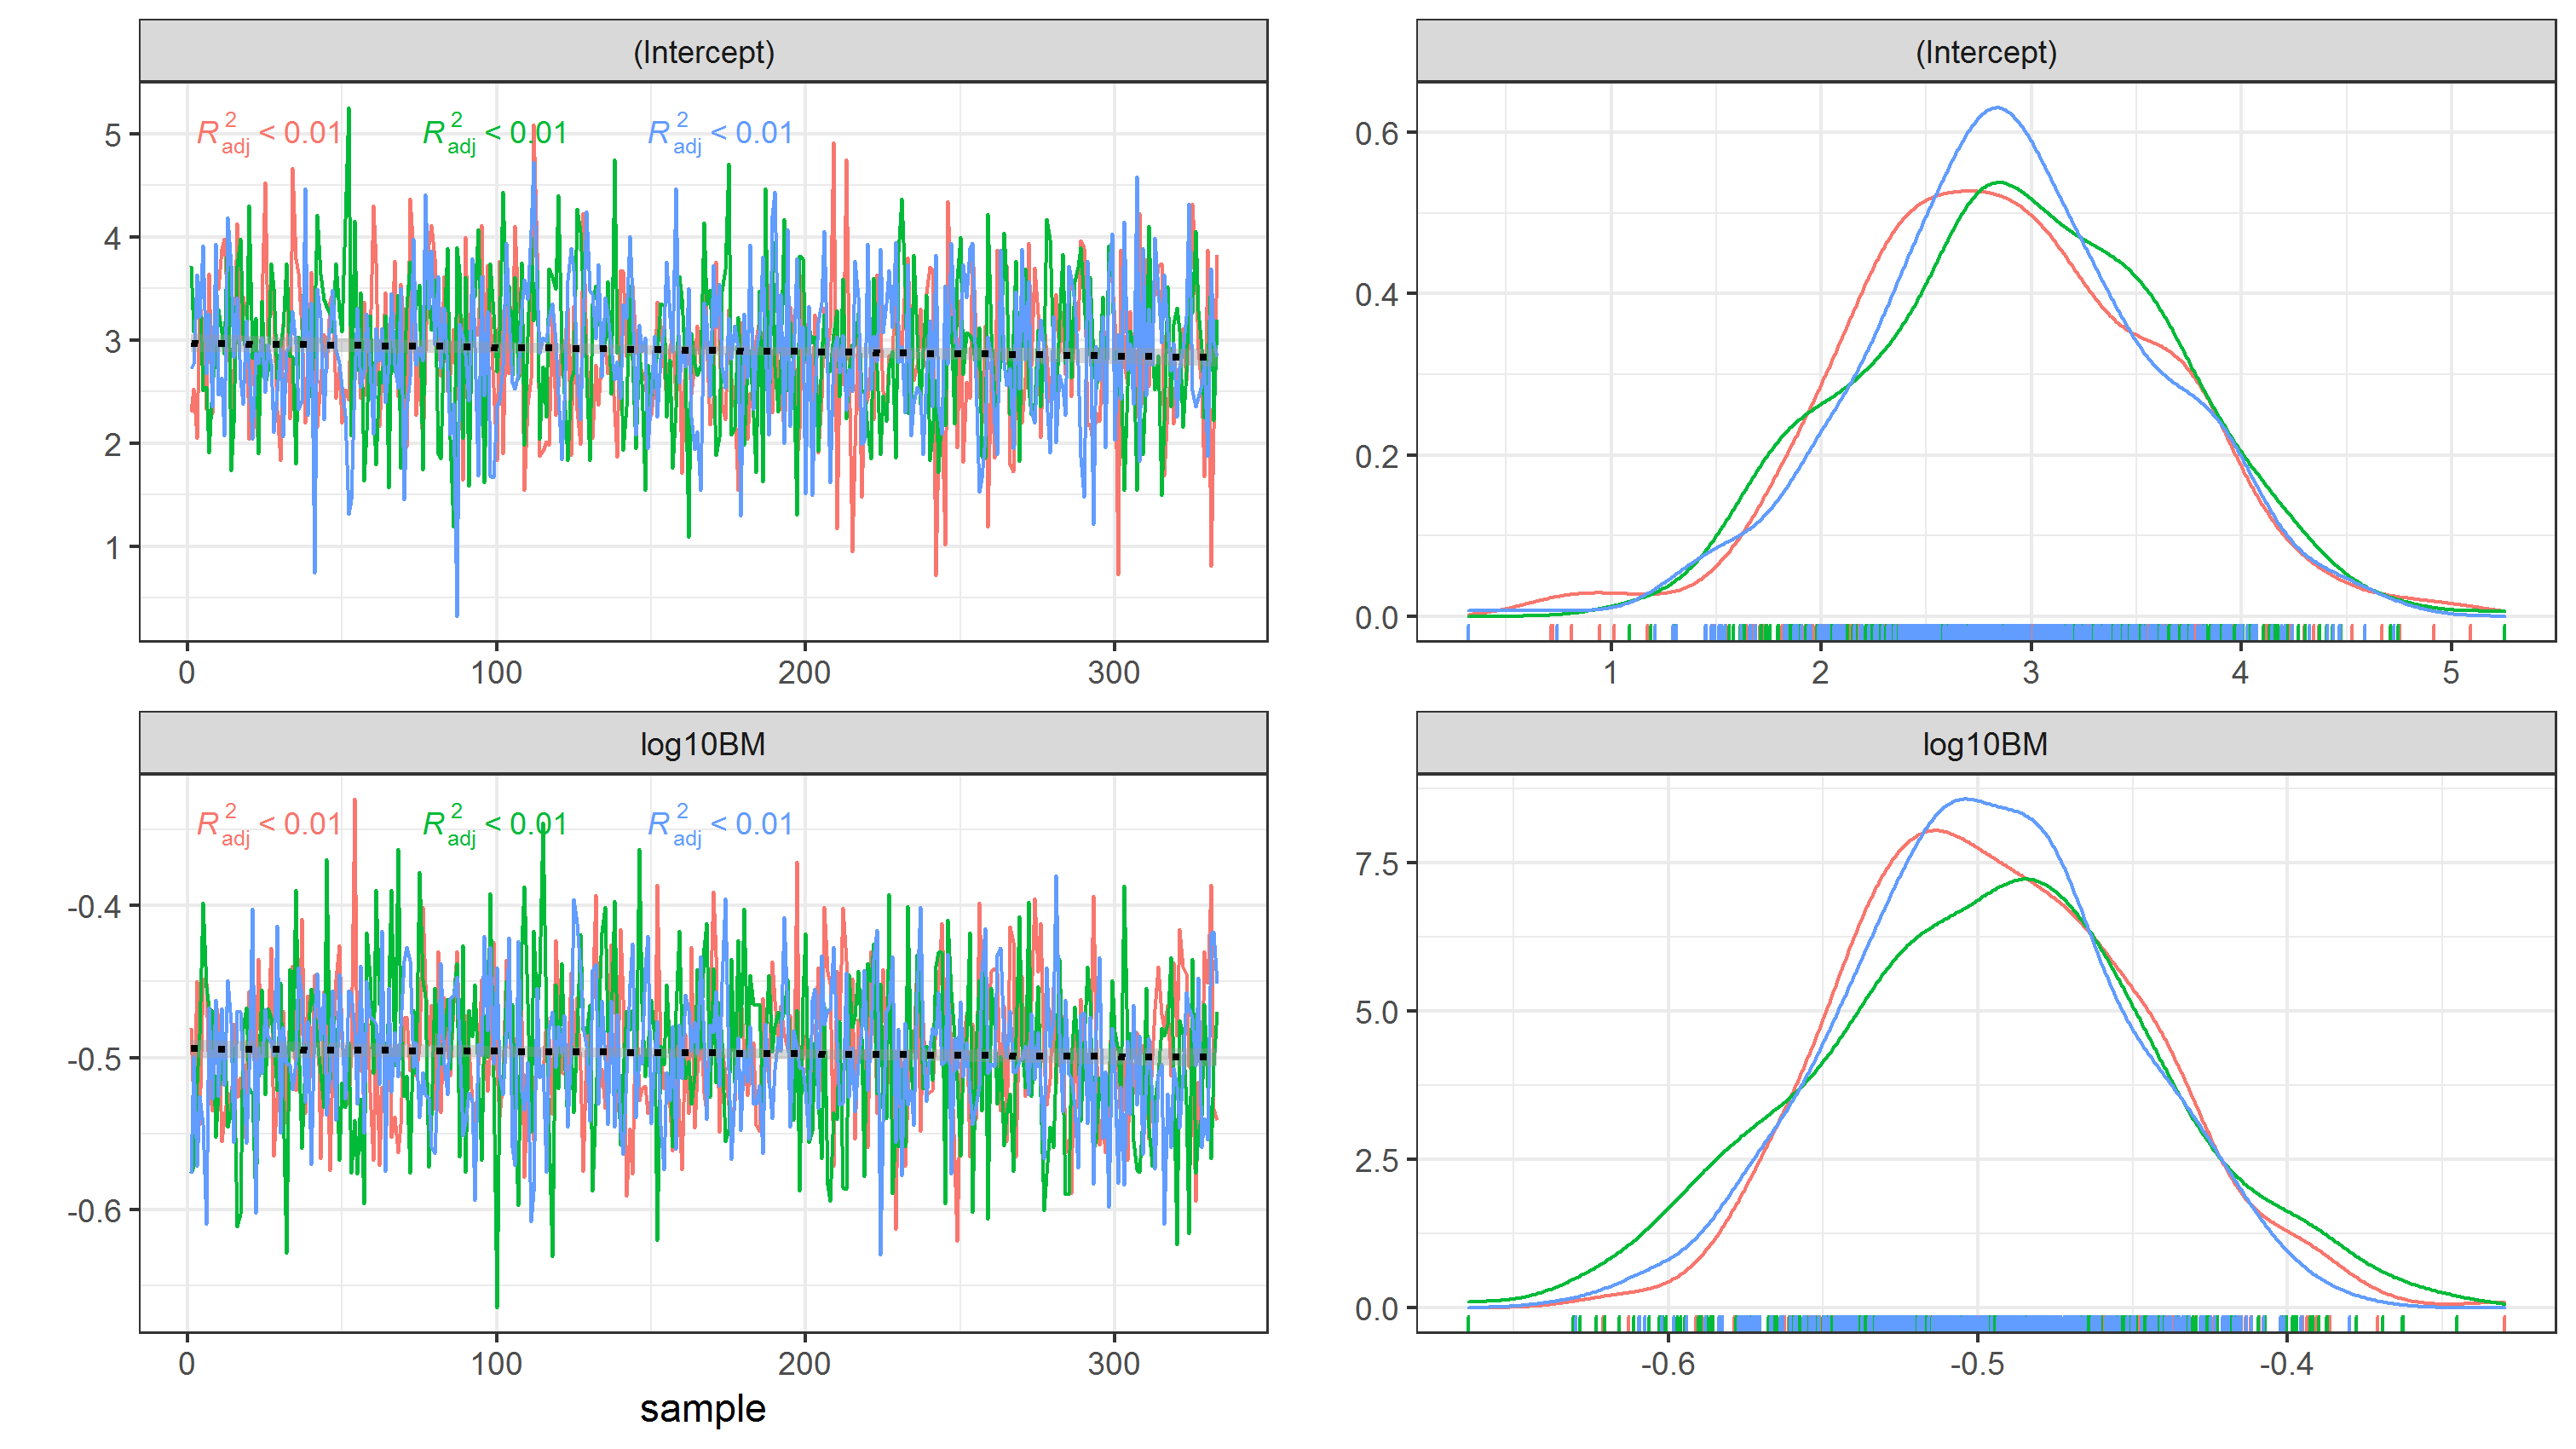 (Intercept)
R²adj < 0.01 R²adj < 0.01 R²adj < 0.01
5
4
3
2
1
0 100 200 300
(Intercept)
0.6
0.4
0.2
0.0
1 2 3 4 5
log10BM
R²adj < 0.01 R²adj < 0.01 R²adj < 0.01
-0.4
-0.5
-0.6
0 100 200 300
sample
log10BM
7.5
5.0
2.5
0.0
-0.6 -0.5 -0.4